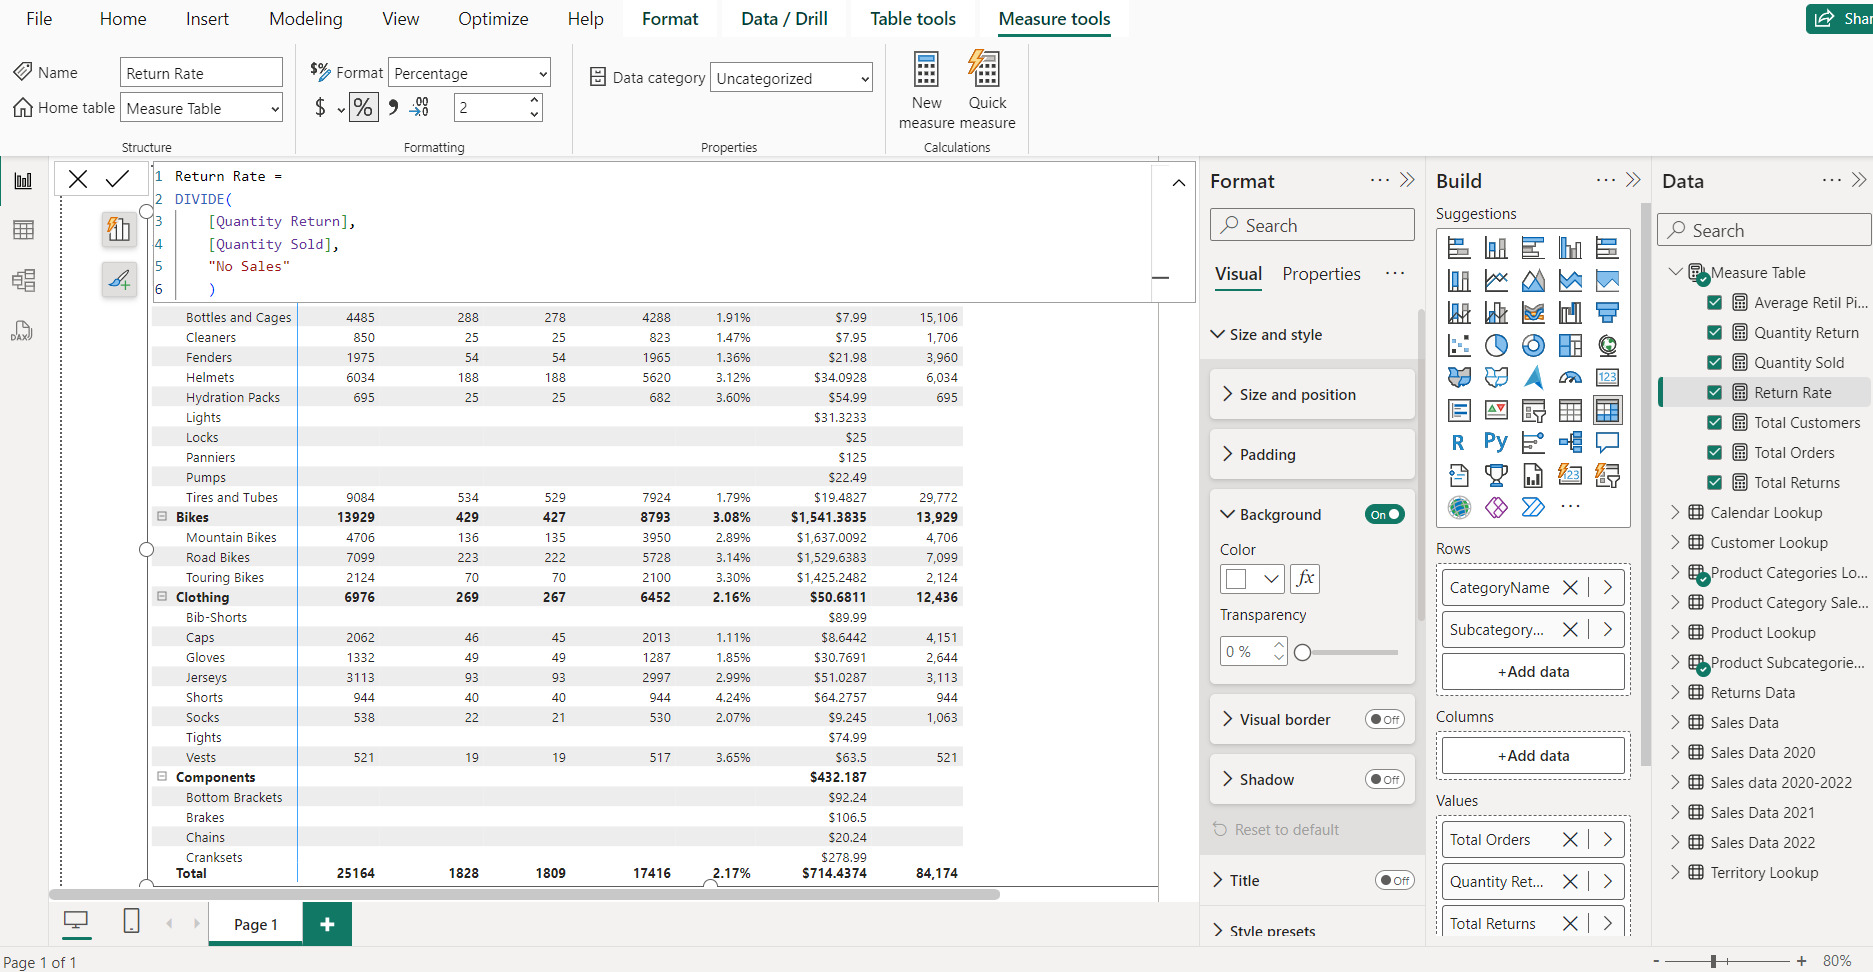 File Home Insert Modeling View Optimize Help Format Data / Drill Table tools Measure tools Shar
Name Return Rate
Home table Measure Table
Structure
$% Format Percentage
$ % 9 .00 2
Formatting
Data category Uncategorized
Properties
New measure
Quick measure
Calculations
1 Return Rate =
2 DIVIDE(
3 [Quantity Return],
4 [Quantity Sold],
5 "No Sales"
6 )
Bottles and Cages 4485 288 278 4288 1.91% $7.99 15,106
Cleaners 850 25 25 823 1.47% $7.95 1,706
Fenders 1975 54 54 1965 1.36% $21.98 3,960
Helmets 6034 188 188 5620 3.12% $34.0928 6,034
Hydration Packs 695 25 25 682 3.60% $54.99 695
Lights $31.3233
Locks $25
Panniers $125
Pumps $22.49
Tires and Tubes 9084 534 529 7924 1.79% $19.4827 29,772
Bikes 13929 429 427 8793 3.08% $1,541.3835 13,929
Mountain Bikes 4706 136 135 3950 2.89% $1,637.0092 4,706
Road Bikes 7099 223 222 5728 3.14% $1,529.6383 7,099
Touring Bikes 2124 70 70 2100 3.30% $1,425.2482 2,124
Clothing 6976 269 267 6452 2.16% $50.6811 12,436
Bib-Shorts $89.99
Caps 2062 46 45 2013 1.11% $8.6442 4,151
Gloves 1332 49 49 1287 1.85% $30.7691 2,644
Jerseys 3113 93 93 2997 2.99% $51.0287 3,113
Shorts 944 40 40 944 4.24% $64.2757 944
Socks 538 22 21 530 2.07% $9.245 1,063
Tights $74.99
Vests 521 19 19 517 3.65% $63.5 521
Components $432.187
Bottom Brackets $92.24
Brakes $106.5
Chains $20.24
Cranksets $278.99
Total 25164 1828 1809 17416 2.17% $714.4374 84,174
Page 1 +
Page 1 of 1
DAX
Format
Search
Visual Properties ...
Size and style
Size and position
Padding
Background On
Color
fx
Transparency
0 %
Visual border Off
Shadow Off
Reset to default
Title Off
Style presets
Build
Suggestions
123
R Py
123
...
Rows
CategoryName
Subcategory...
+Add data
Columns
+Add data
Values
Total Orders
Quantity Ret...
Total Returns
Data
Search
Measure Table
Average Retil Pi...
Quantity Return
Quantity Sold
Return Rate
Total Customers
Total Orders
Total Returns
Calendar Lookup
Customer Lookup
Product Categories Lo...
Product Category Sale...
Product Lookup
Product Subcategorie...
Returns Data
Sales Data
Sales Data 2020
Sales data 2020-2022
Sales Data 2021
Sales Data 2022
Territory Lookup
- + 80%